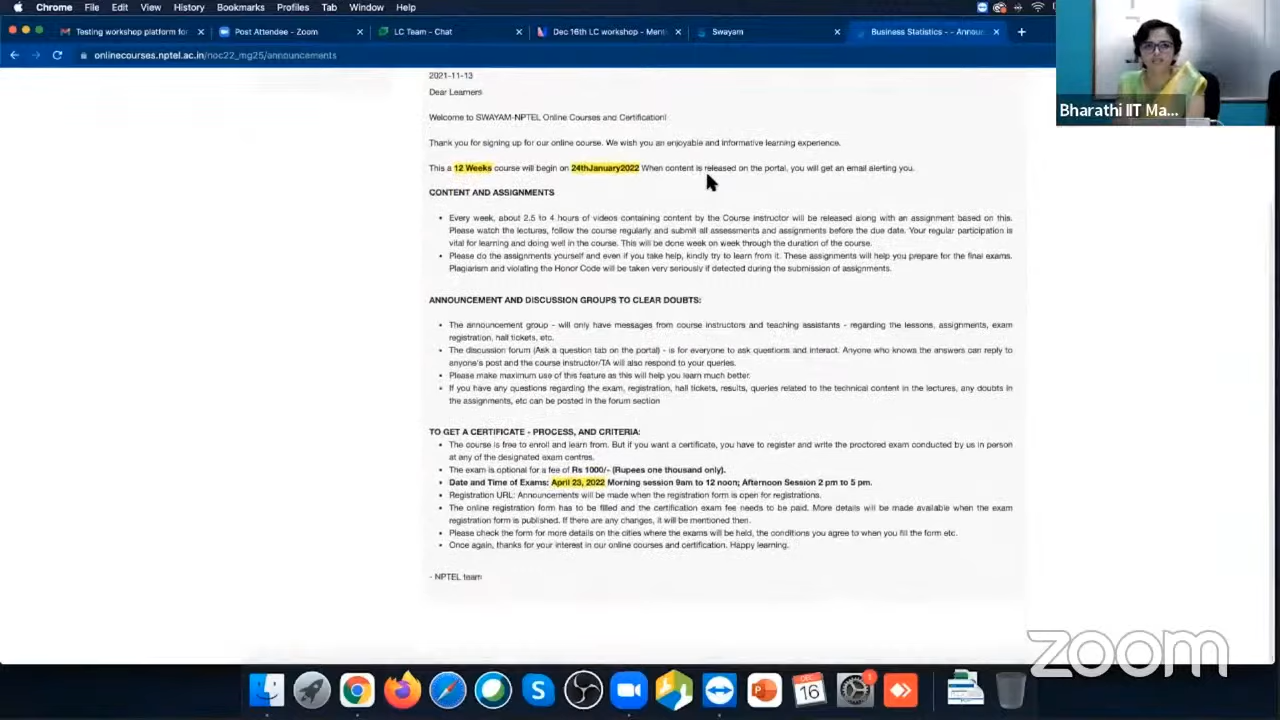 Chrome File Edit View History Bookmarks Profiles Tab Window Help
Testing workshop platform for Post Attendee - Zoom LC Team - Chat Dec 16th LC workshop - Ment Swayam Business Statistics - - Annou
onlinecourses.nptel.ac.in/noc22_mg25/announcements
Bharathi IIT Ma...
2021-11-13
Dear Learners
Welcome to SWAYAM-NPTEL Online Courses and Certification!
Thank you for signing up for our online course. We wish you an enjoyable and informative learning experience.
This a 12 Weeks course will begin on 24thJanuary2022 When content is released on the portal, you will get an email alerting you.
CONTENT AND ASSIGNMENTS
• Every week, about 2.5 to 4 hours of videos containing content by the Course instructor will be released along with an assignment based on this.
Please watch the lectures, follow the course regularly and submit all assessments and assignments before the due date. Your regular participation is
vital for learning and doing well in the course. This will be done week on week through the duration of the course.
• Please do the assignments yourself and even if you take help, kindly try to learn from it. These assignments will help you prepare for the final exams.
Plagiarism and violating the Honor Code will be taken very seriously if detected during the submission of assignments.
ANNOUNCEMENT AND DISCUSSION GROUPS TO CLEAR DOUBTS:
• The announcement group - will only have messages from course instructors and teaching assistants - regarding the lessons, assignments, exam
registration, hall tickets, etc.
• The discussion forum (Ask a question tab on the portal) - is for everyone to ask questions and interact. Anyone who knows the answers can reply to
anyone's post and the course instructor/TA will also respond to your queries.
• Please make maximum use of this feature as this will help you learn much better.
• If you have any questions regarding the exam, registration, hall tickets, results, queries related to the technical content in the lectures, any doubts in
the assignments, etc can be posted in the forum section
TO GET A CERTIFICATE - PROCESS, AND CRITERIA:
• The course is free to enroll and learn from. But if you want a certificate, you have to register and write the proctored exam conducted by us in person
at any of the designated exam centres.
• The exam is optional for a fee of Rs 1000/- (Rupees one thousand only).
• Date and Time of Exams: April 23, 2022 Morning session 9am to 12 noon; Afternoon Session 2 pm to 5 pm.
• Registration URL: Announcements will be made when the registration form is open for registrations.
• The online registration form has to be filled and the certification exam fee needs to be paid. More details will be made available when the exam
registration form is published. If there are any changes, it will be mentioned then.
• Please check the form for more details on the cities where the exams will be held, the conditions you agree to when you fill the form etc.
• Once again, thanks for your interest in our online courses and certification. Happy learning.
- NPTEL team
zoom
DEC
16
1